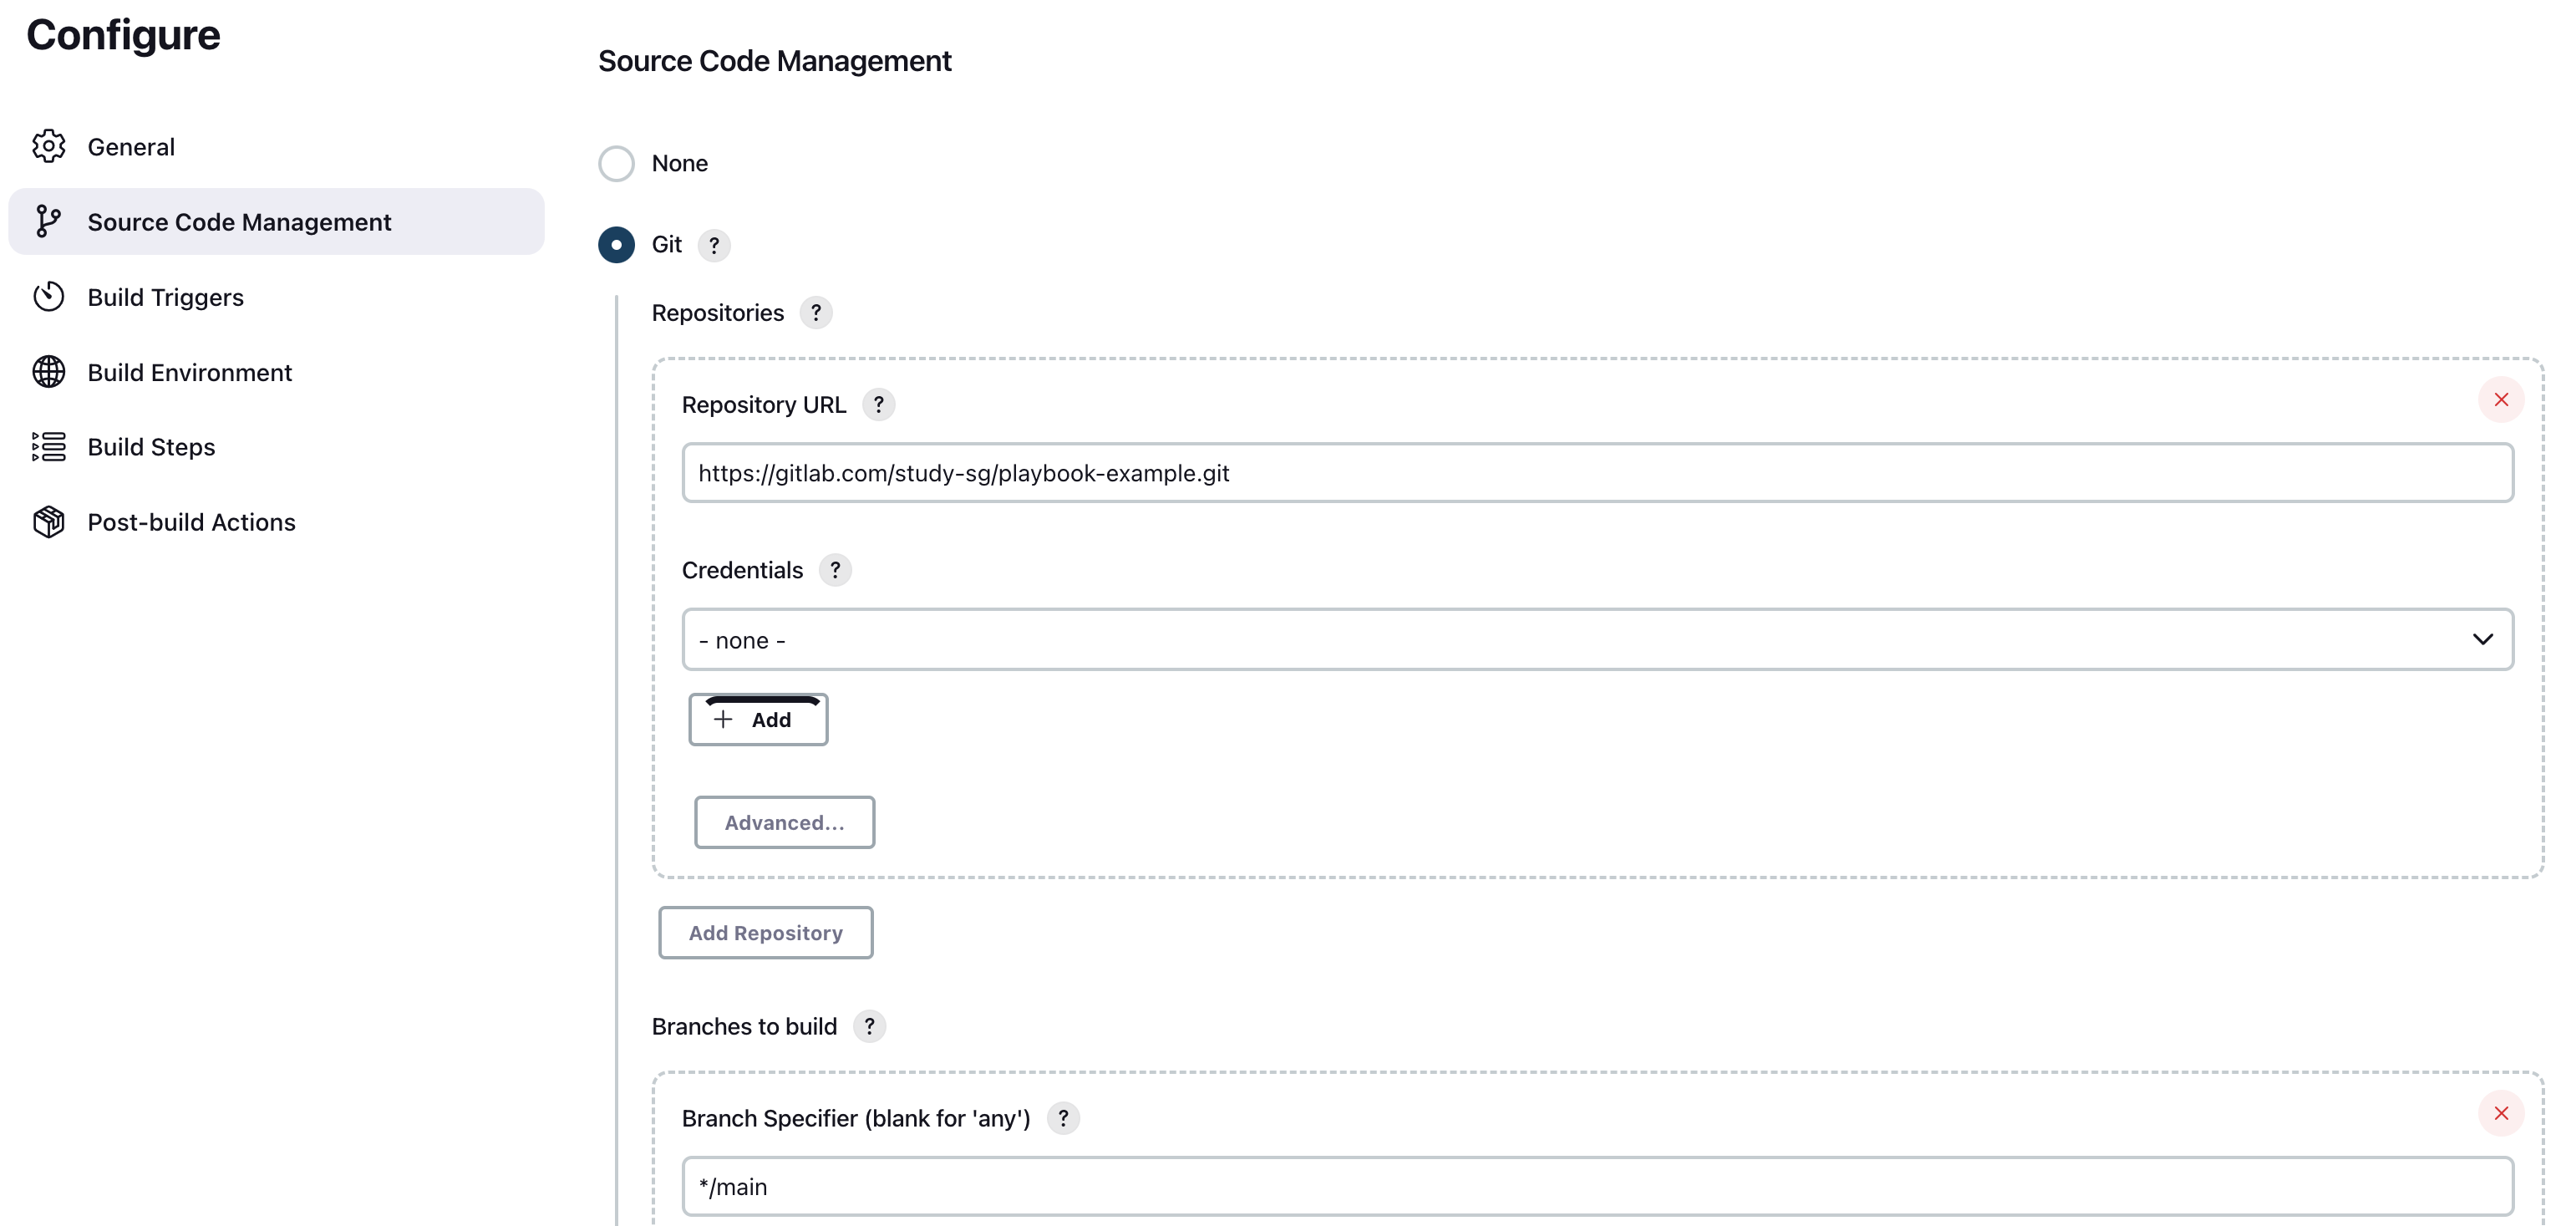 Configure
General
Source Code Management
Build Triggers
Build Environment
Build Steps
Post-build Actions
Source Code Management
None
Git ?
Repositories ?
Repository URL ?
https://gitlab.com/study-sg/playbook-example.git
Credentials ?
- none -
+ Add
Advanced...
Add Repository
Branches to build ?
Branch Specifier (blank for 'any') ?
*/main